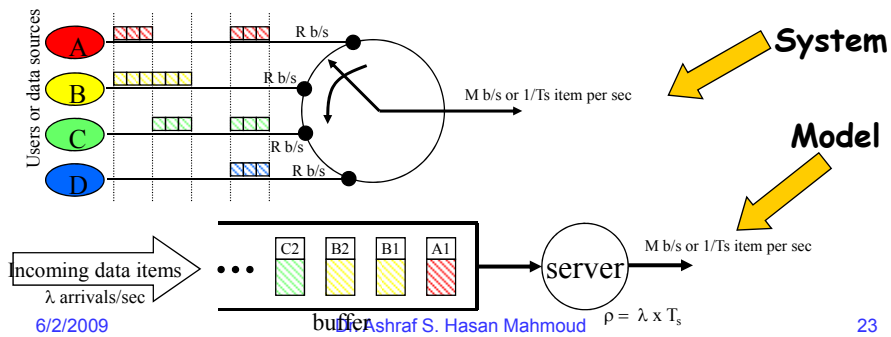 Users or data sources
A
R b/s
B
R b/s
C
R b/s
D
R b/s
M b/s or 1/Ts item per sec
System
Model
Incoming data items
λ arrivals/sec
C2
B2
B1
A1
buffer
server
M b/s or 1/Ts item per sec
ρ = λ x Ts
6/2/2009
Dr. Ashraf S. Hasan Mahmoud
23